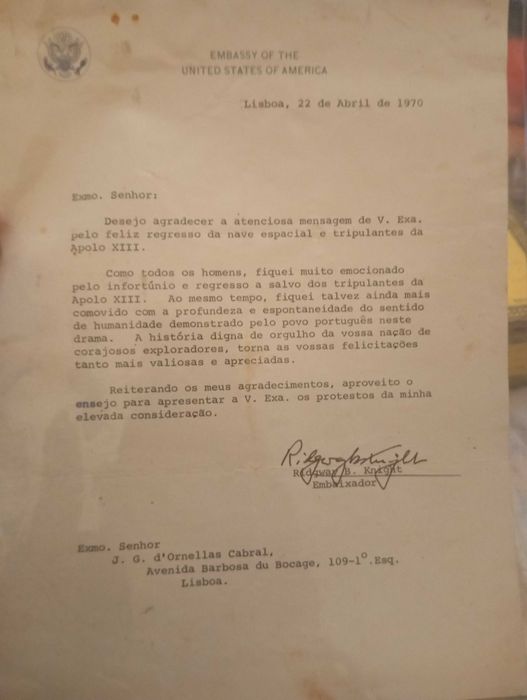 EMBASSY OF THE
UNITED STATES OF AMERICA
Lisboa, 22 de Abril de 1970
Exmo. Senhor:
Desejo agradecer a atenciosa mensagem de V. Exa.
pelo feliz regresso da nave espacial e tripulantes da
Apolo XIII.
Como todos os homens, fiquei muito emocionado
pelo infortúnio e regresso a salvo dos tripulantes da
Apolo XIII. Ao mesmo tempo, fiquei talvez ainda mais
comovido com a profundeza e espontaneidade do sentido
de humanidade demonstrado pelo povo português neste
drama. A história digna de orgulho da vossa nação de
corajosos exploradores, torna as vossas felicitações
tanto mais valiosas e apreciadas.
Reiterando os meus agradecimentos, aproveito o
ensejo para apresentar a V. Exa. os protestos da minha
elevada consideração.
Ridgway B. Knight
Embaixador
Exmo. Senhor
J. G. d'Ornellas Cabral,
Avenida Barbosa du Bocage, 109-1º.Esq.
Lisboa.